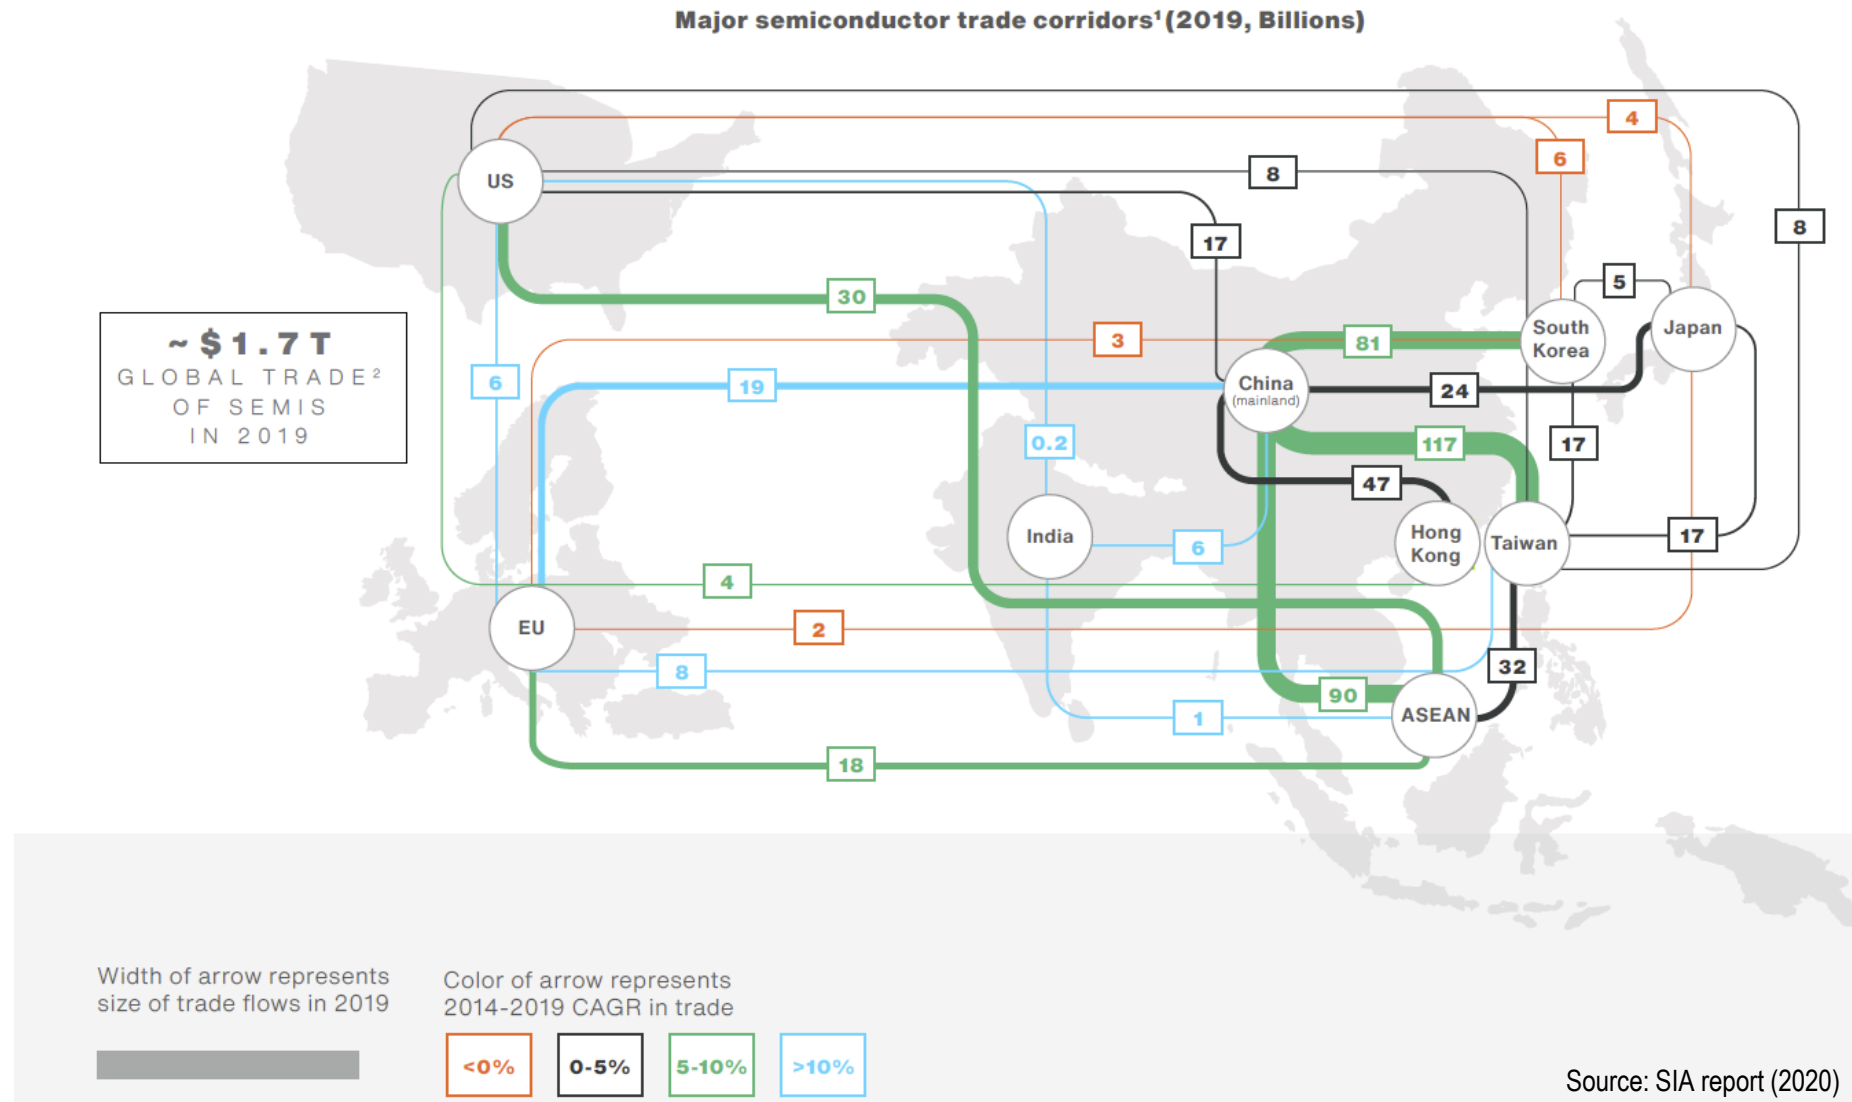 Major semiconductor trade corridors¹ (2019, Billions)
4
6
US
8
8
17
5
30
South
Korea
Japan
~$1.7T
GLOBAL TRADE²
OF SEMIS
IN 2019
3
81
6
19
China
(mainland)
24
0.2
117
17
47
India
Hong
Kong
Taiwan
17
6
4
EU
2
8
32
90
1
ASEAN
18
Width of arrow represents
size of trade flows in 2019
Color of arrow represents
2014-2019 CAGR in trade
<0%
0-5%
5-10%
>10%
Source: SIA report (2020)